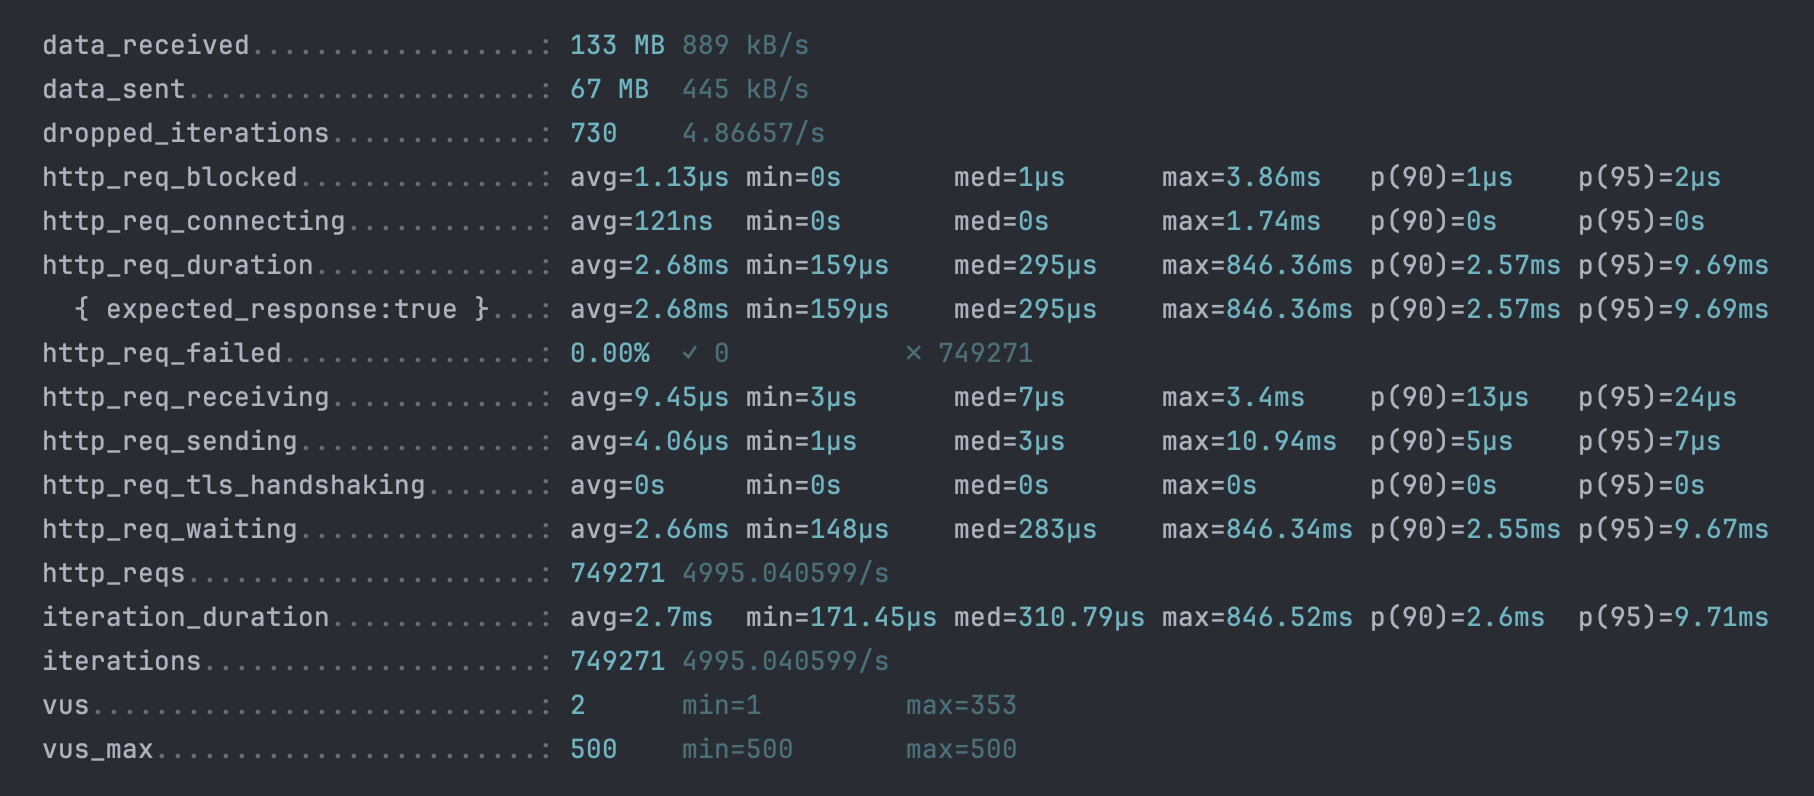 data_received..................: 133 MB 889 kB/s
data_sent......................: 67 MB  445 kB/s
dropped_iterations.............: 730    4.86657/s
http_req_blocked...............: avg=1.13µs min=0s       med=1µs      max=3.86ms   p(90)=1µs    p(95)=2µs
http_req_connecting............: avg=121ns  min=0s       med=0s       max=1.74ms   p(90)=0s     p(95)=0s
http_req_duration..............: avg=2.68ms min=159µs    med=295µs    max=846.36ms p(90)=2.57ms p(95)=9.69ms
  { expected_response:true }...: avg=2.68ms min=159µs    med=295µs    max=846.36ms p(90)=2.57ms p(95)=9.69ms
http_req_failed................: 0.00%  ✓ 0           ✗ 749271
http_req_receiving.............: avg=9.45µs min=3µs      med=7µs      max=3.4ms    p(90)=13µs   p(95)=24µs
http_req_sending...............: avg=4.06µs min=1µs      med=3µs      max=10.94ms  p(90)=5µs    p(95)=7µs
http_req_tls_handshaking.......: avg=0s     min=0s       med=0s       max=0s       p(90)=0s     p(95)=0s
http_req_waiting...............: avg=2.66ms min=148µs    med=283µs    max=846.34ms p(90)=2.55ms p(95)=9.67ms
http_reqs......................: 749271 4995.040599/s
iteration_duration.............: avg=2.7ms  min=171.45µs med=310.79µs max=846.52ms p(90)=2.6ms  p(95)=9.71ms
iterations.....................: 749271 4995.040599/s
vus............................: 2      min=1         max=353
vus_max........................: 500    min=500       max=500